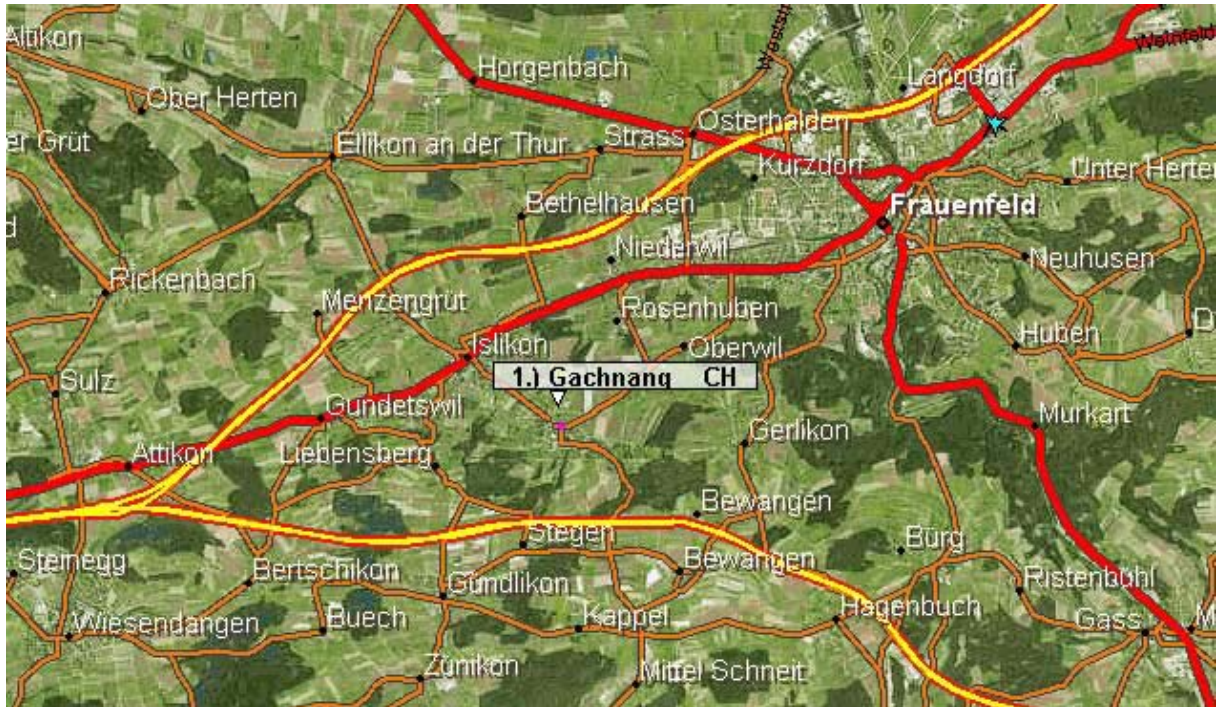 Altikon
Horgenbach
Langdorf
Ober Herten
Osterhalden
er Grüt
Ellikon an der Thur
Strass
Kurzdorf
Unter Herten
Bethelhausen
Frauenfeld
d
Niederwil
Neuhusen
Rickenbach
Menzengrüt
Rosenhuben
D
Huben
Islikon
Oberwil
1.) Gachnang CH
Sulz
Gundetswil
Murkart
Attikon
Liebensberg
Gerlikon
Bewangen
Stegen
Bürg
Steinegg
Bertschikon
Gündlikon
Bewangen
Ristenbühl
Wiesendangen
Buech
Kappel
Hagenbuch
Gass
M
Zünikon
Mittel Schneit